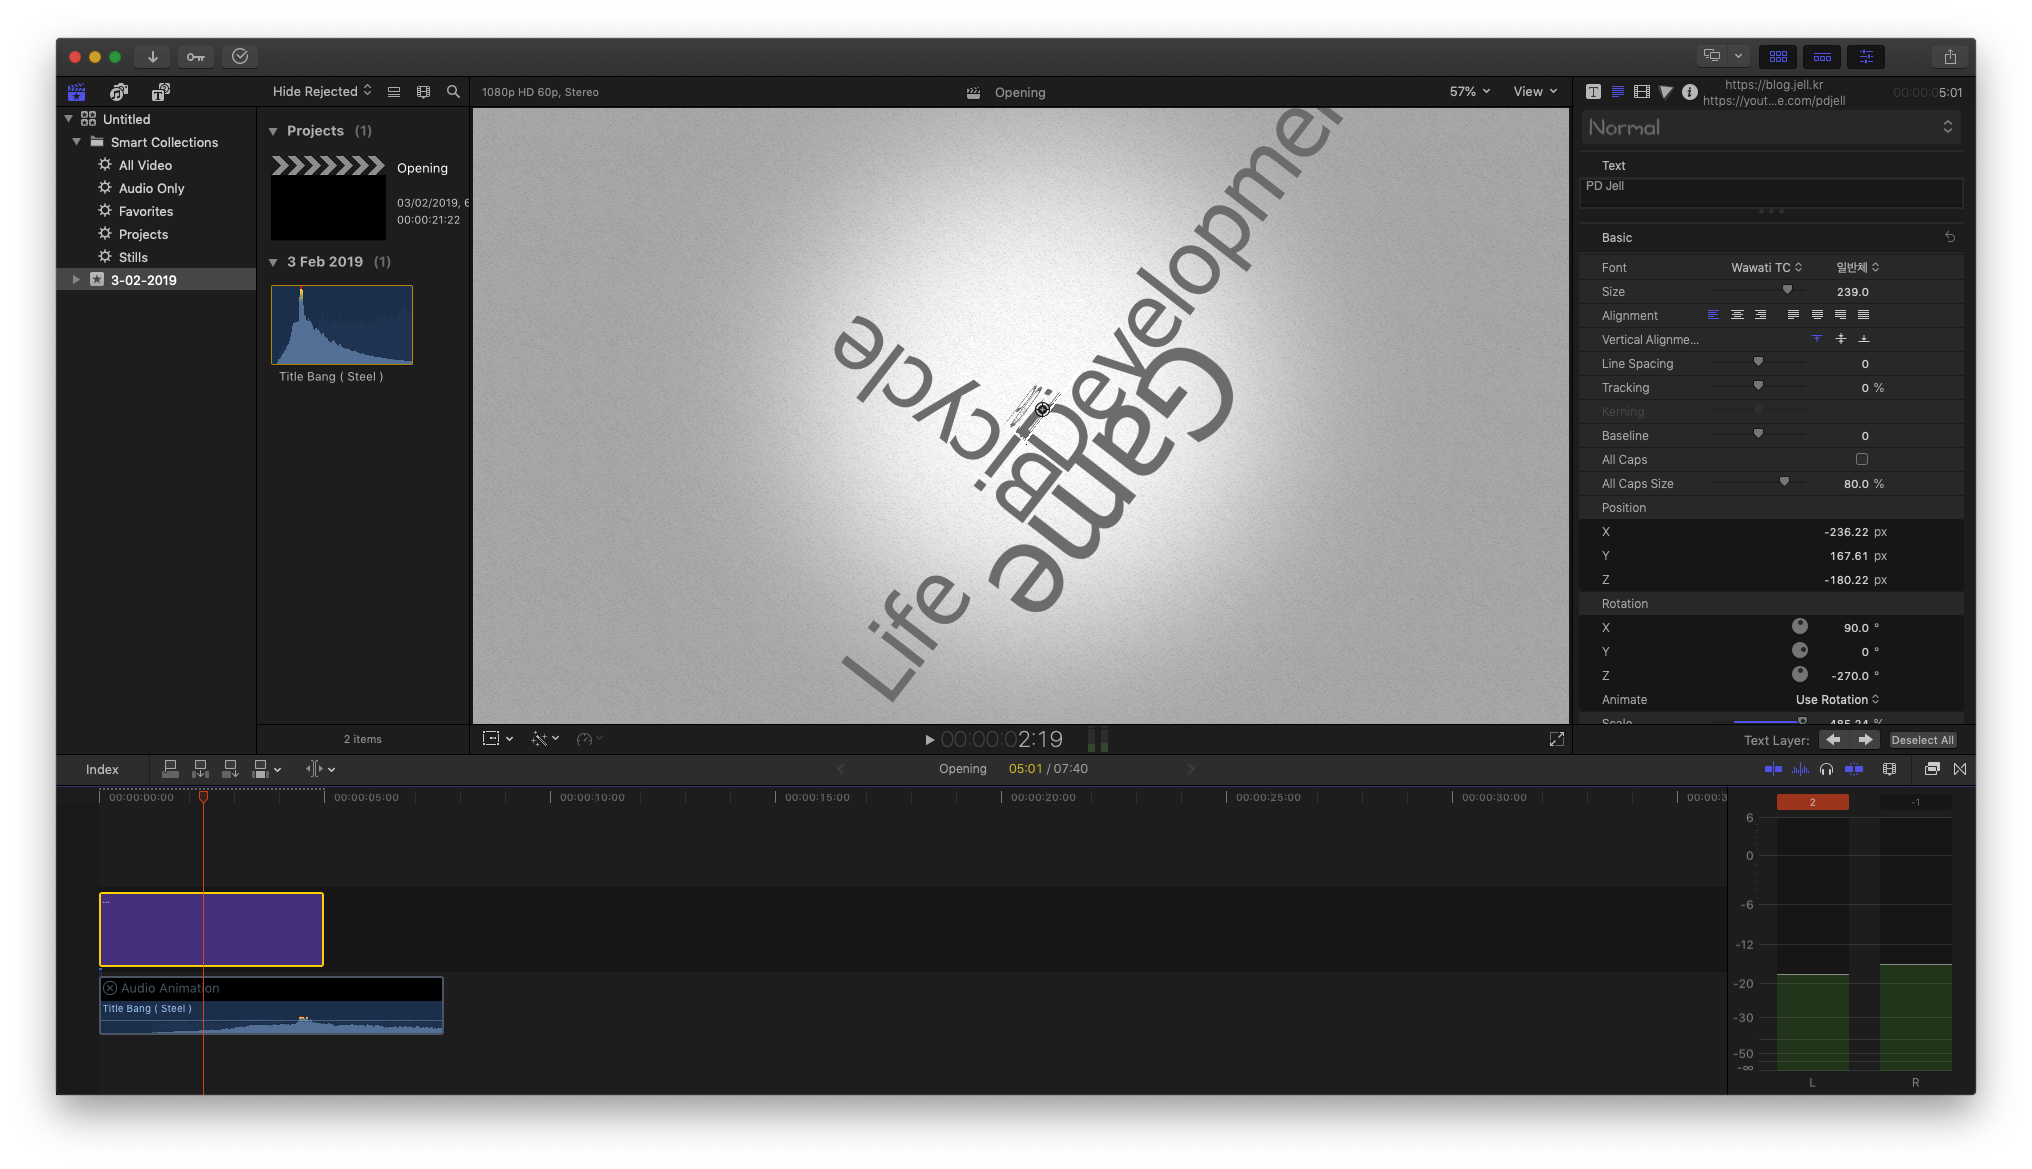 Hide Rejected
1080p HD 60p, Stereo
Opening
57%
View
https://blog.jell.kr
https://yout...e.com/pdjell
00:00:05:01
Untitled
Smart Collections
All Video
Audio Only
Favorites
Projects
Stills
3-02-2019
Projects (1)
Opening
03/02/2019, 6
00:00:21:22
3 Feb 2019 (1)
Title Bang ( Steel )
2 items
Development
Bicycle
Game
Life
Normal
Text
PD Jell
Basic
Font Wawati TC 일반체
Size 239.0
Alignment
Vertical Alignme...
Line Spacing 0
Tracking 0 %
Kerning
Baseline 0
All Caps
All Caps Size 80.0 %
Position
X -236.22 px
Y 167.61 px
Z -180.22 px
Rotation
X 90.0 °
Y 0 °
Z -270.0 °
Animate Use Rotation
Scale 485.24 %
00:00:02:19
Text Layer: Deselect All
Index
Opening 05:01 / 07:40
00:00:00:00 00:00:05:00 00:00:10:00 00:00:15:00 00:00:20:00 00:00:25:00 00:00:30:00 00:00:3
...
Audio Animation
Title Bang ( Steel )
2 -1
6
0
-6
-12
-20
-30
-50
-∞
L R